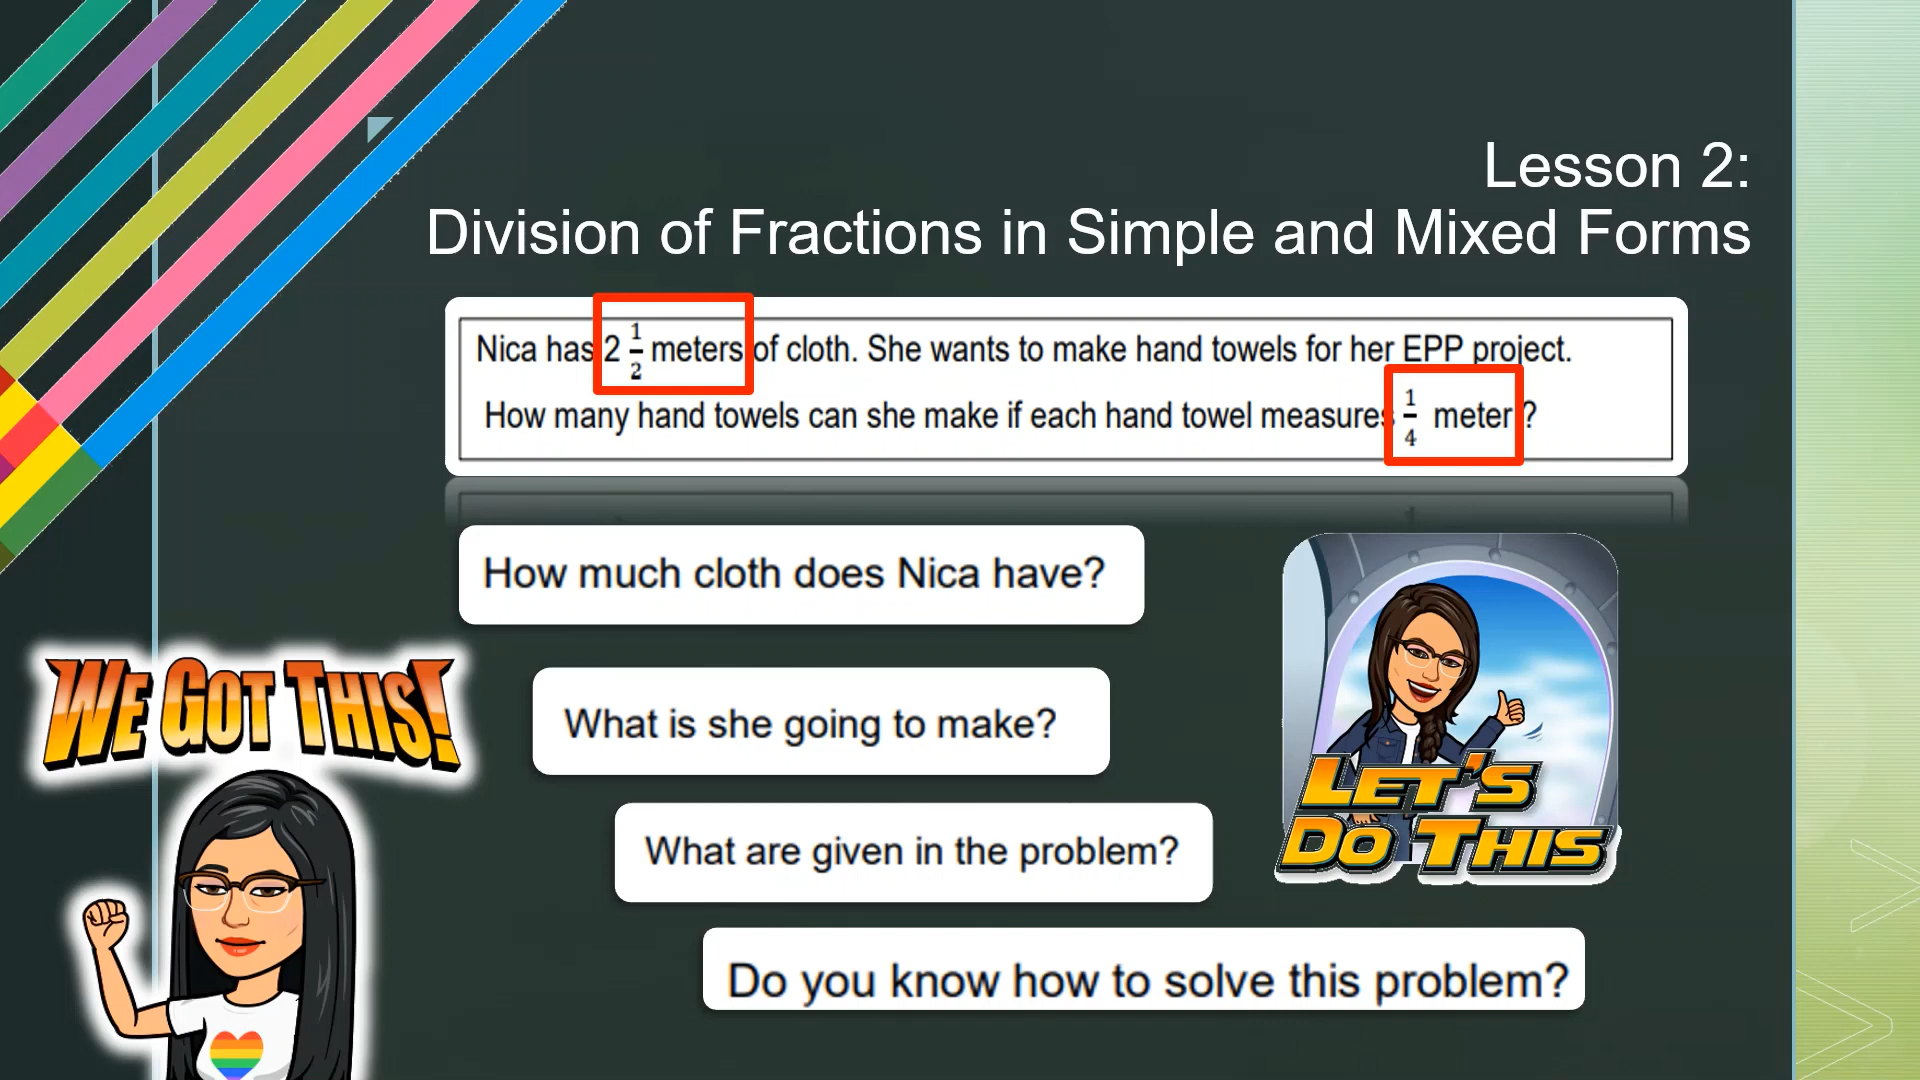 Lesson 2:
Division of Fractions in Simple and Mixed Forms
Nica has 2 1/2 meters of cloth. She wants to make hand towels for her EPP project.
How many hand towels can she make if each hand towel measures 1/4 meter ?
How much cloth does Nica have?
What is she going to make?
What are given in the problem?
Do you know how to solve this problem?
WE GOT THIS!
LET'S
DO THIS